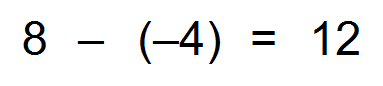 8 – (–4) = 12